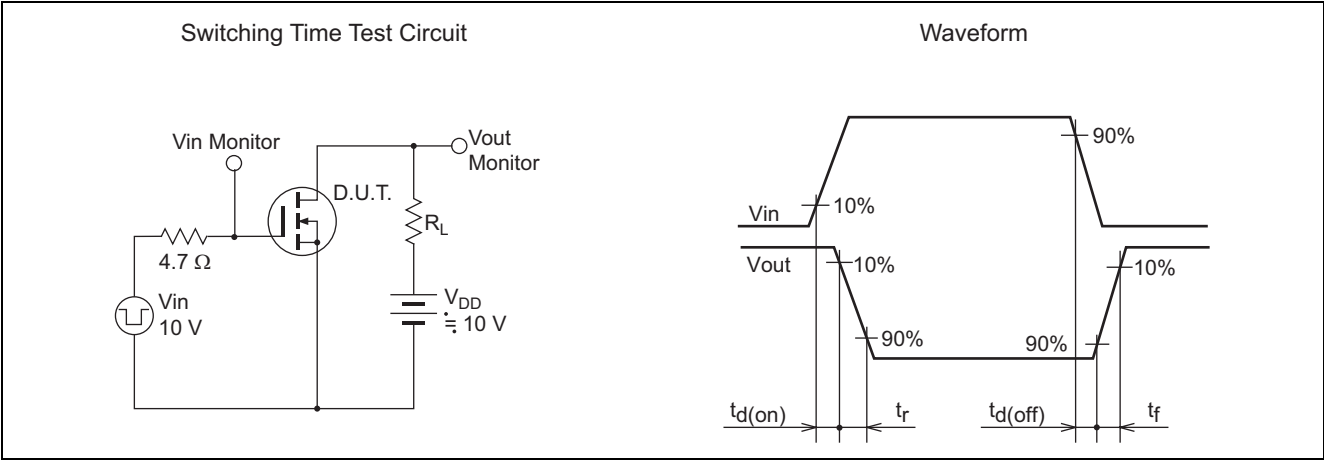 Switching Time Test Circuit
Waveform
Vin Monitor
Vout
Monitor
D.U.T.
RL
4.7 Ω
Vin
10 V
VDD
≒ 10 V
90%
Vin
10%
Vout
10%
10%
90%
90%
td(on)
tr
td(off)
tf